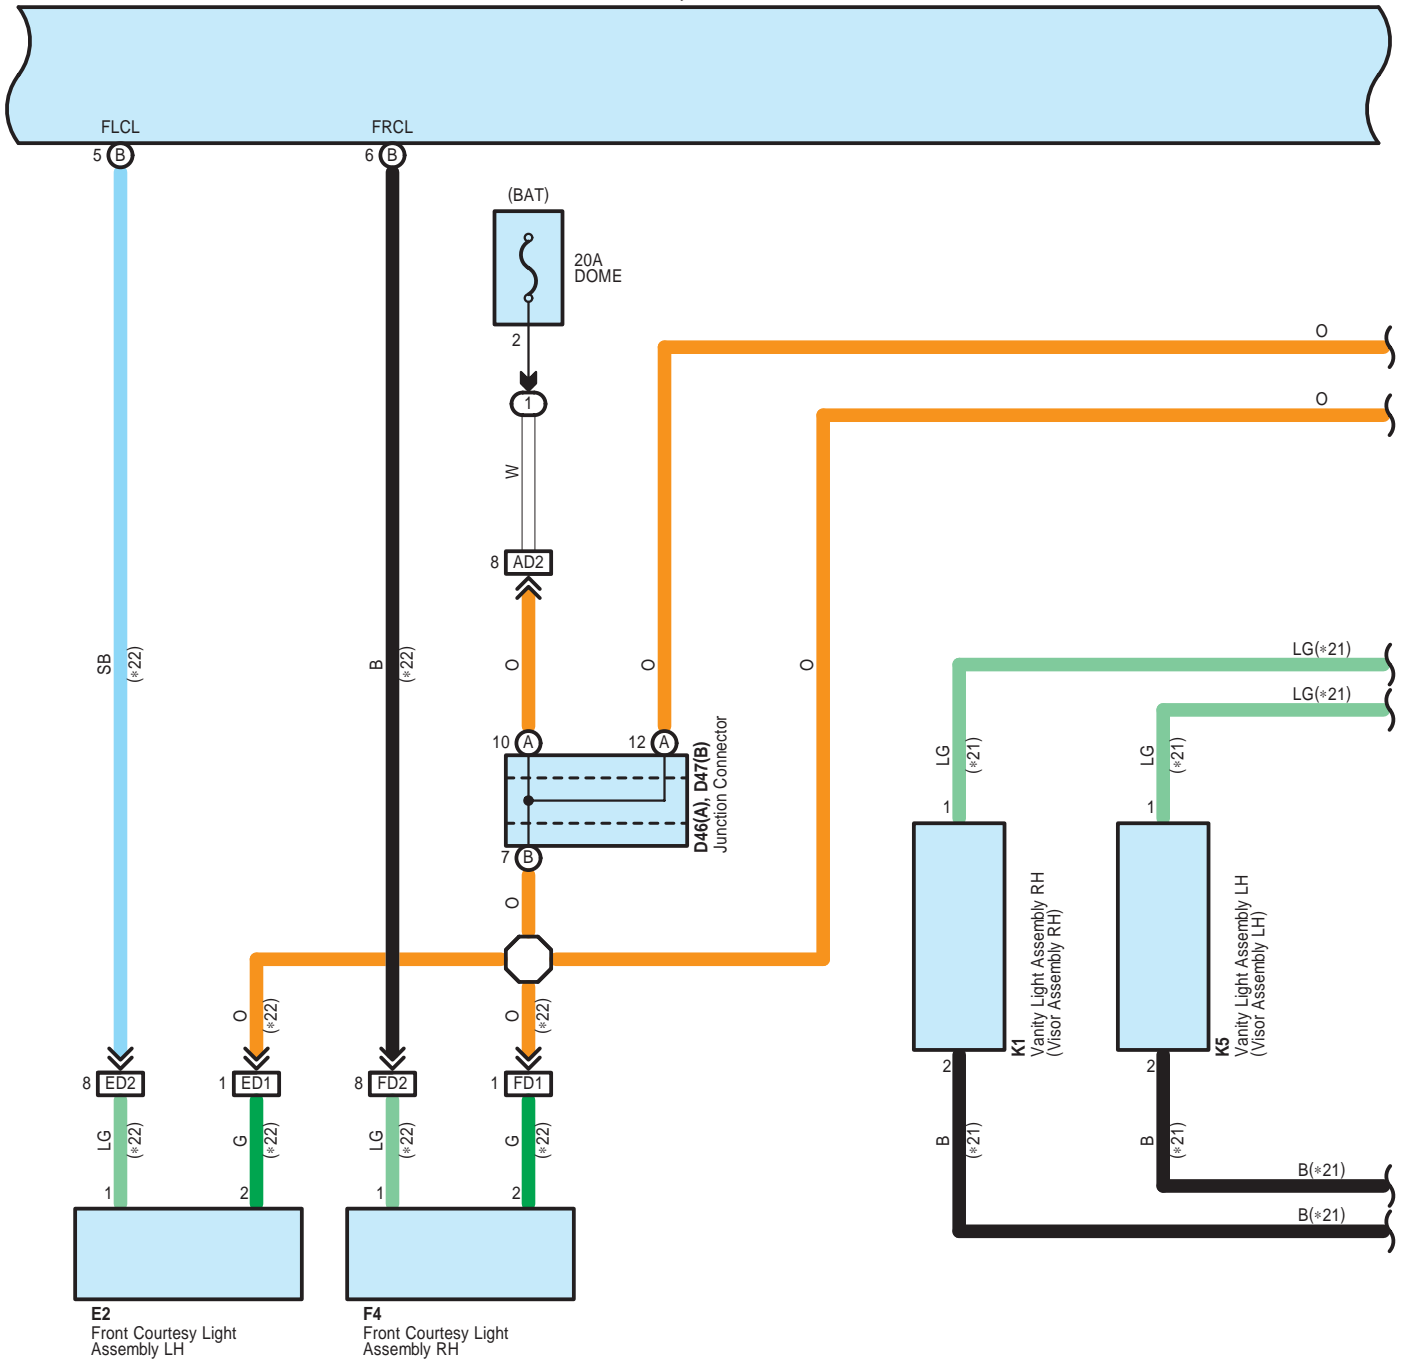 FLCL
FRCL
5 B
6 B
(BAT)
20A
DOME
2
1
W
8 AD2
O
O
SB
(*22)
B
(*22)
O
O
O
LG(*21)
LG(*21)
10 A
12 A
D46(A), D47(B)
Junction Connector
7 B
O
LG
(*21)
LG
(*21)
1
1
K1
Vanity Light Assembly RH
(Visor Assembly RH)
K5
Vanity Light Assembly LH
(Visor Assembly LH)
2
2
O
(*22)
O
(*22)
8 ED2
1 ED1
8 FD2
1 FD1
LG
(*22)
G
(*22)
LG
(*22)
G
(*22)
B
(*21)
B
(*21)
B(*21)
B(*21)
1
2
1
2
E2
Front Courtesy Light
Assembly LH
F4
Front Courtesy Light
Assembly RH